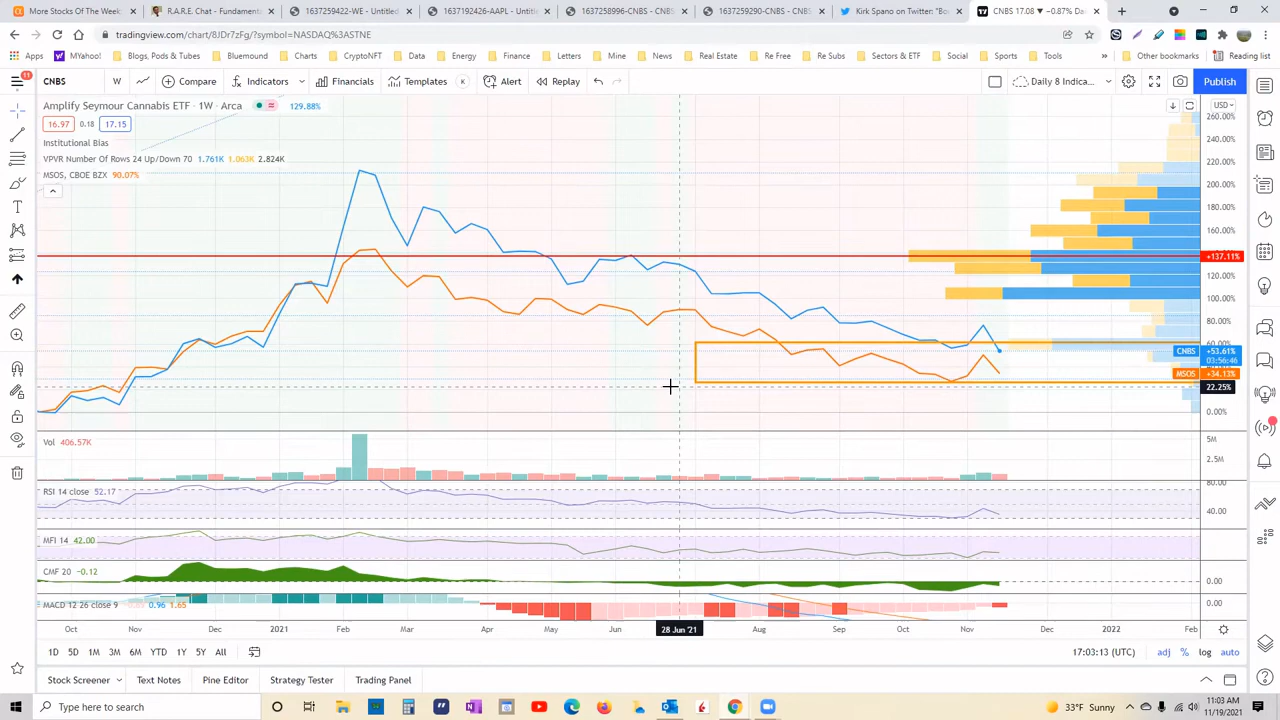 More Stocks Of The Week
R.A.R.E. Chat - Fundamenta
1637259422-WE - Untitled
1637192426-AAPL - Untitled
1637258996-CNBS - Untitled
1637259290-CNBS - Untitled
Kirk Spano on Twitter: "Bo
CNBS 17.08 ▼ −0.87% Da
tradingview.com/chart/8JDr7zFg/?symbol=NASDAQ%3ASTNE
Apps
MYahoo!
Blogs, Pods & Tubes
Bluemound
CryptoNFT
Data
Energy
Finance
Letters
Mine
News
Real Estate
Re Free
Re Subs
Sectors & ETF
Social
Sports
Tools
Other bookmarks
Reading list
11
CNBS
W
Compare
Indicators
Financials
Templates
K
Alert
Replay
Daily 8 Indica...
Publish
Amplify Seymour Cannabis ETF · 1W · Arca
129.88%
USD
16.97
0.18
17.15
Institutional Bias
VPVR Number Of Rows 24 Up/Down 70 1.761K 1.063K 2.824K
MSOS, CBOE BZX 90.07%
260.00%
240.00%
220.00%
200.00%
180.00%
160.00%
+137.11%
120.00%
100.00%
80.00%
60.00%
CNBS +53.61%
03:56:46
MSOS +34.13%
22.25%
0.00%
Vol 406.57K
5M
2.5M
RSI 14 close 52.17
80.00
40.00
MFI 14 42.00
CMF 20 −0.12
0.00
MACD 12 26 close 9 0.96 1.65
0.00
Oct
Nov
Dec
2021
Feb
Mar
Apr
May
Jun
28 Jun '21
Aug
Sep
Oct
Nov
Dec
2022
Feb
1D
5D
1M
3M
6M
YTD
1Y
5Y
All
17:03:13 (UTC)
adj
%
log
auto
Stock Screener
Text Notes
Pine Editor
Strategy Tester
Trading Panel
Type here to search
33°F Sunny
11:03 AM
11/19/2021